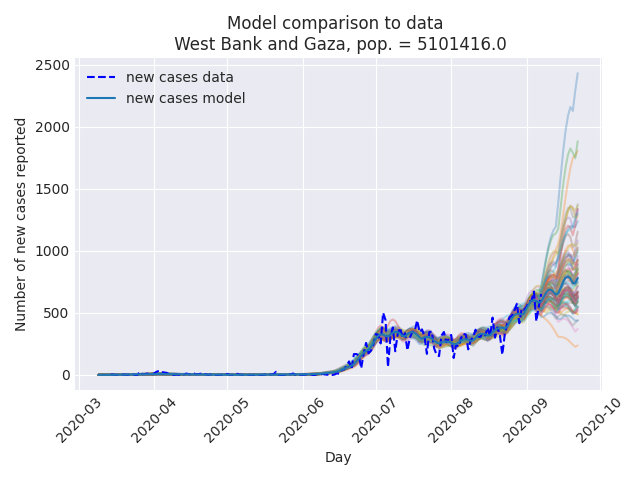 Model comparison to data
West Bank and Gaza, pop. = 5101416.0
new cases data
new cases model
Number of new cases reported
2500
2000
1500
1000
500
0
2020-03
2020-04
2020-05
2020-06
2020-07
2020-08
2020-09
2020-10
Day